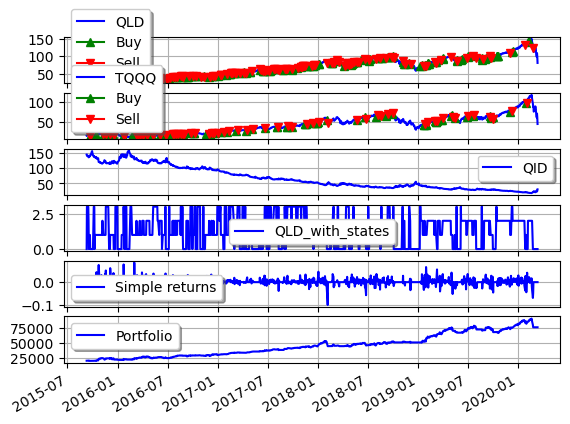 QLD
Buy
Sell
150
100
50
TQQQ
Buy
Sell
100
50
150
100
50
QID
2.5
0.0
QLD_with_states
0.0
−0.1
Simple returns
75000
50000
25000
Portfolio
2015-07
2016-01
2016-07
2017-01
2017-07
2018-01
2018-07
2019-01
2019-07
2020-01